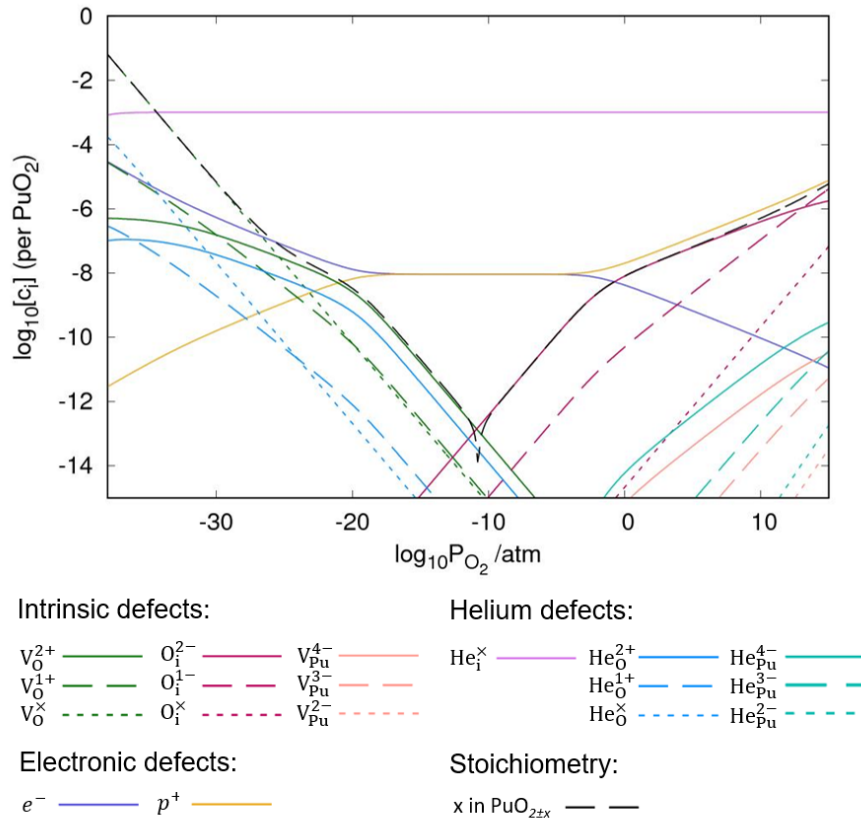 0
-2
-4
-6
-8
-10
-12
-14
log₁₀[cᵢ] (per PuO₂)
-30 -20 -10 0 10
log₁₀P_O₂ /atm
Intrinsic defects: Helium defects:
V_O^2+ O_i^2- V_Pu^4- He_i^× He_O^2+ He_Pu^4-
V_O^1+ O_i^1- V_Pu^3- He_O^1+ He_Pu^3-
V_O^× O_i^× V_Pu^2- He_O^× He_Pu^2-
Electronic defects: Stoichiometry:
e⁻ p⁺ x in PuO₂±ₓ